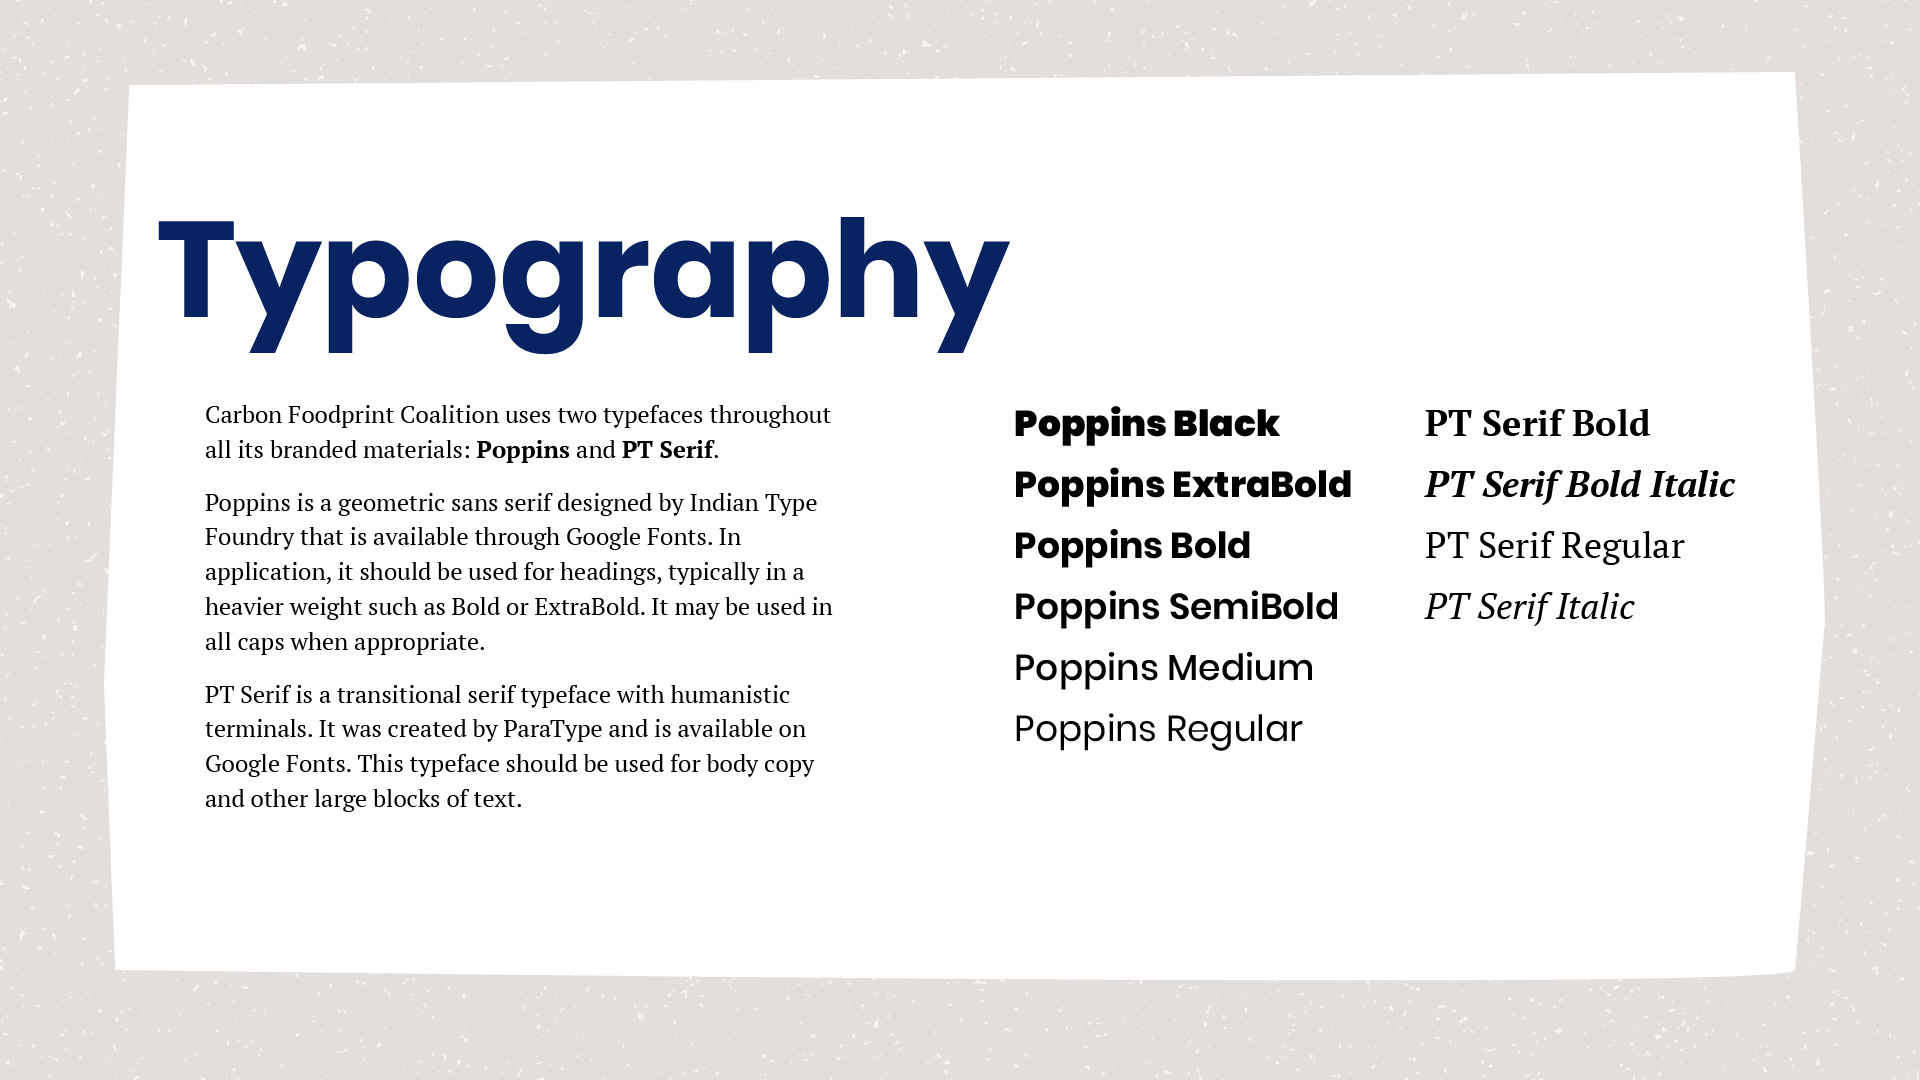 Typography
Carbon Foodprint Coalition uses two typefaces throughout
all its branded materials: Poppins and PT Serif.
Poppins is a geometric sans serif designed by Indian Type
Foundry that is available through Google Fonts. In
application, it should be used for headings, typically in a
heavier weight such as Bold or ExtraBold. It may be used in
all caps when appropriate.
PT Serif is a transitional serif typeface with humanistic
terminals. It was created by ParaType and is available on
Google Fonts. This typeface should be used for body copy
and other large blocks of text.
Poppins Black
Poppins ExtraBold
Poppins Bold
Poppins SemiBold
Poppins Medium
Poppins Regular
PT Serif Bold
PT Serif Bold Italic
PT Serif Regular
PT Serif Italic